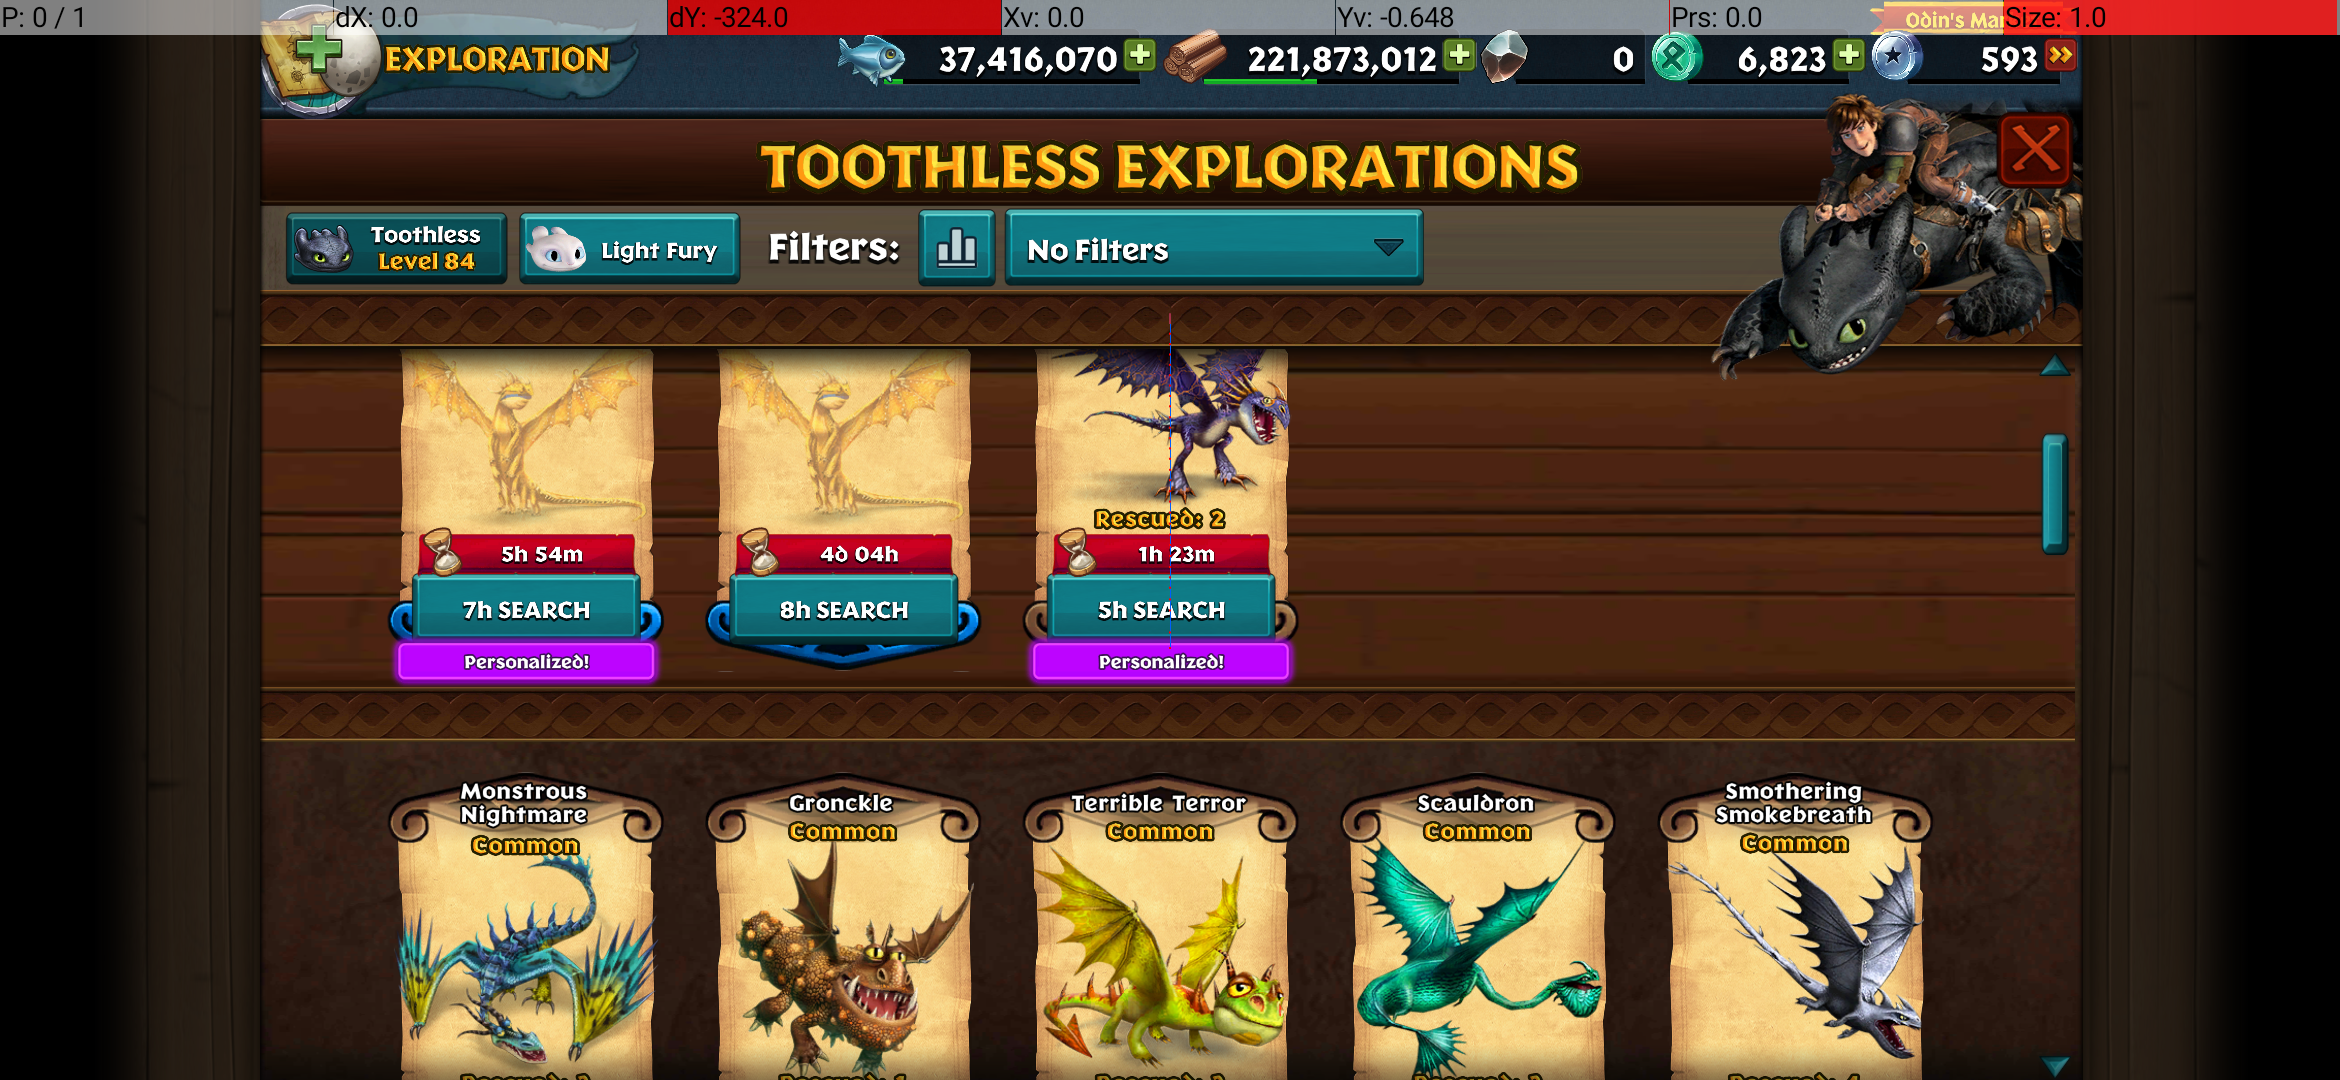 P: 0 / 1
dX: 0.0
dY: -324.0
Xv: 0.0
Yv: -0.648
Prs: 0.0
Size: 1.0
Odin's
EXPLORATION
37,416,070
221,873,012
0
6,823
593
TOOTHLESS EXPLORATIONS
Toothless
Level 84
Light Fury
Filters:
No Filters
Rescued: 2
5h 54m
4d 04h
1h 23m
7h SEARCH
8h SEARCH
5h SEARCH
Personalized!
Personalized!
Monstrous
Nightmare
Common
Gronckle
Common
Terrible Terror
Common
Scauldron
Common
Smothering
Smokebreath
Common